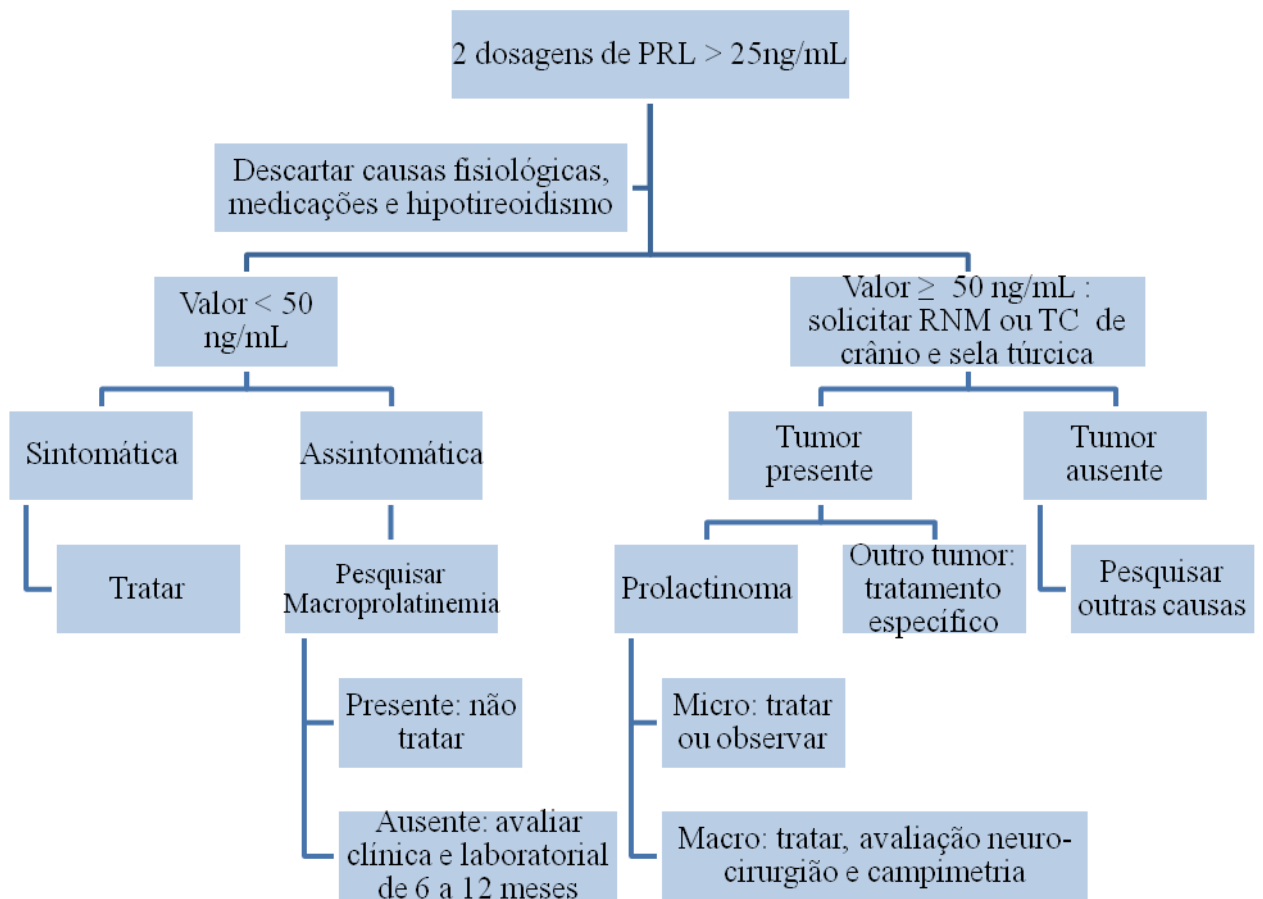 2 dosagens de PRL > 25ng/mL
Descartar causas fisiológicas,
medicações e hipotireoidismo
Valor < 50
ng/mL
Valor ≥ 50 ng/mL :
solicitar RNM ou TC de
crânio e sela túrcica
Sintomática
Assintomática
Tumor
presente
Tumor
ausente
Tratar
Pesquisar
Macroprolatinemia
Prolactinoma
Outro tumor:
tratamento
específico
Pesquisar
outras causas
Presente: não
tratar
Micro: tratar
ou observar
Ausente: avaliar
clínica e laboratorial
de 6 a 12 meses
Macro: tratar, avaliação neuro-
cirurgião e campimetria